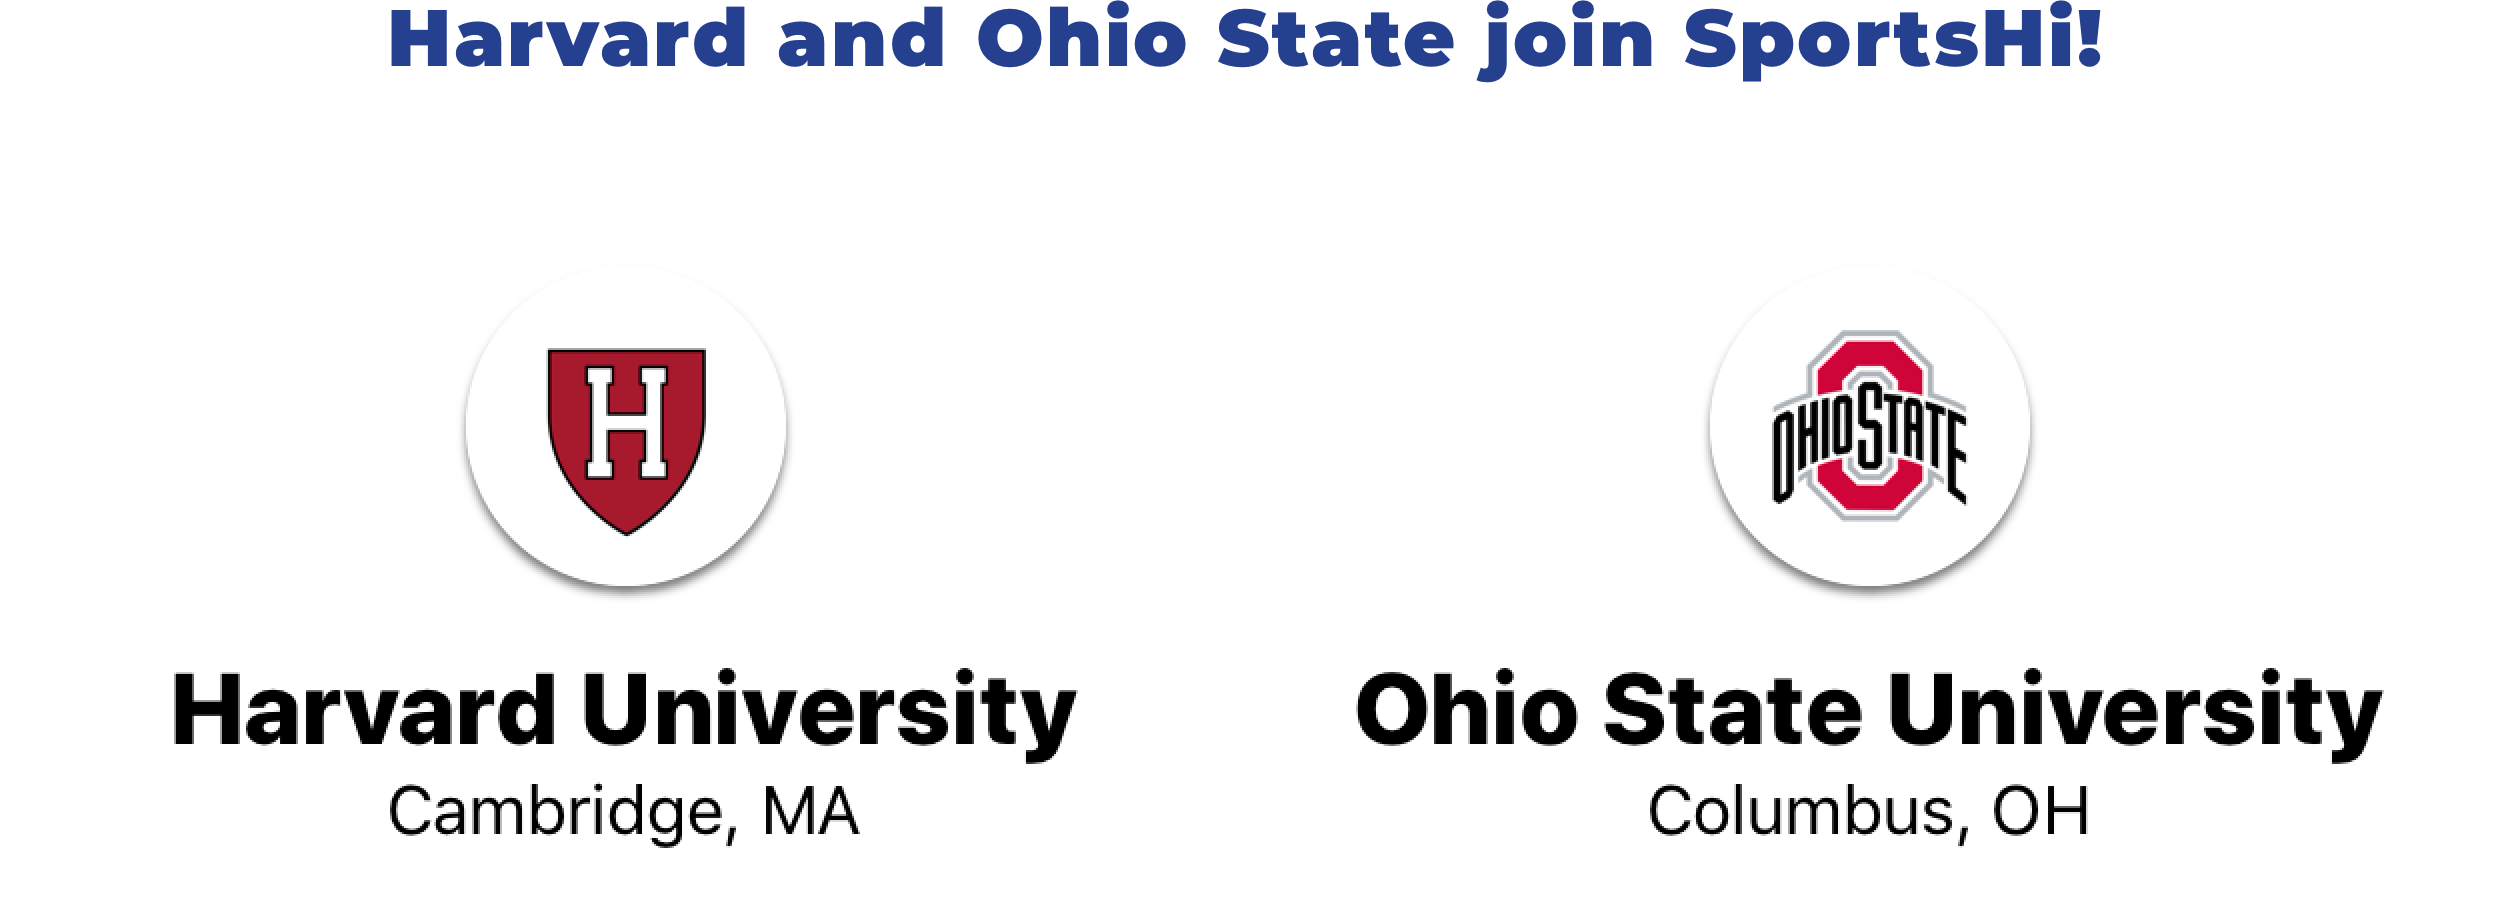 Harvard and Ohio State join SportsHi!
H
OHIO STATE
Harvard University
Ohio State University
Cambridge, MA
Columbus, OH